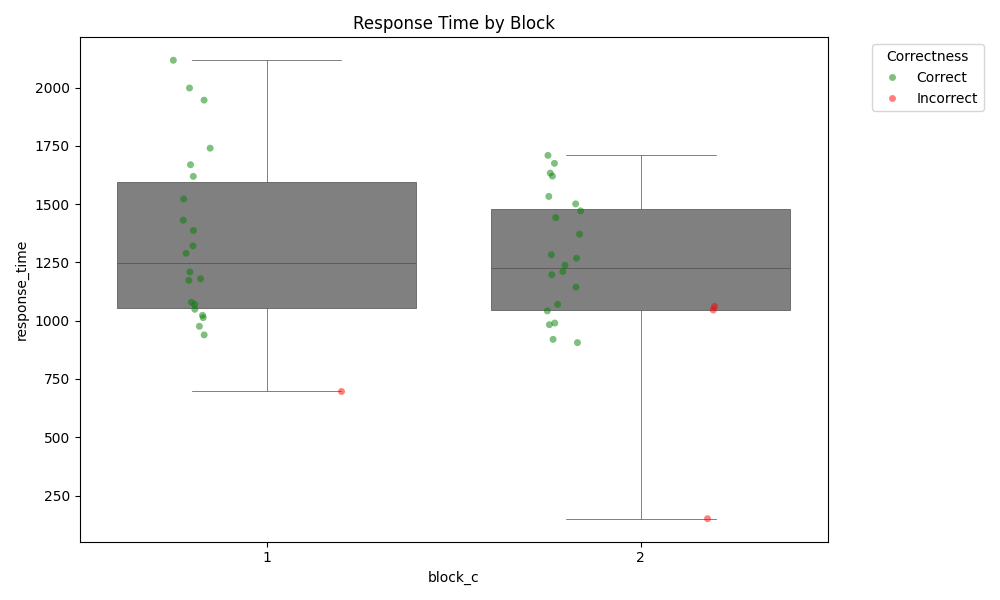 Response Time by Block
Correctness
Correct
Incorrect
response_time
2000
1750
1500
1250
1000
750
500
250
1
2
block_c